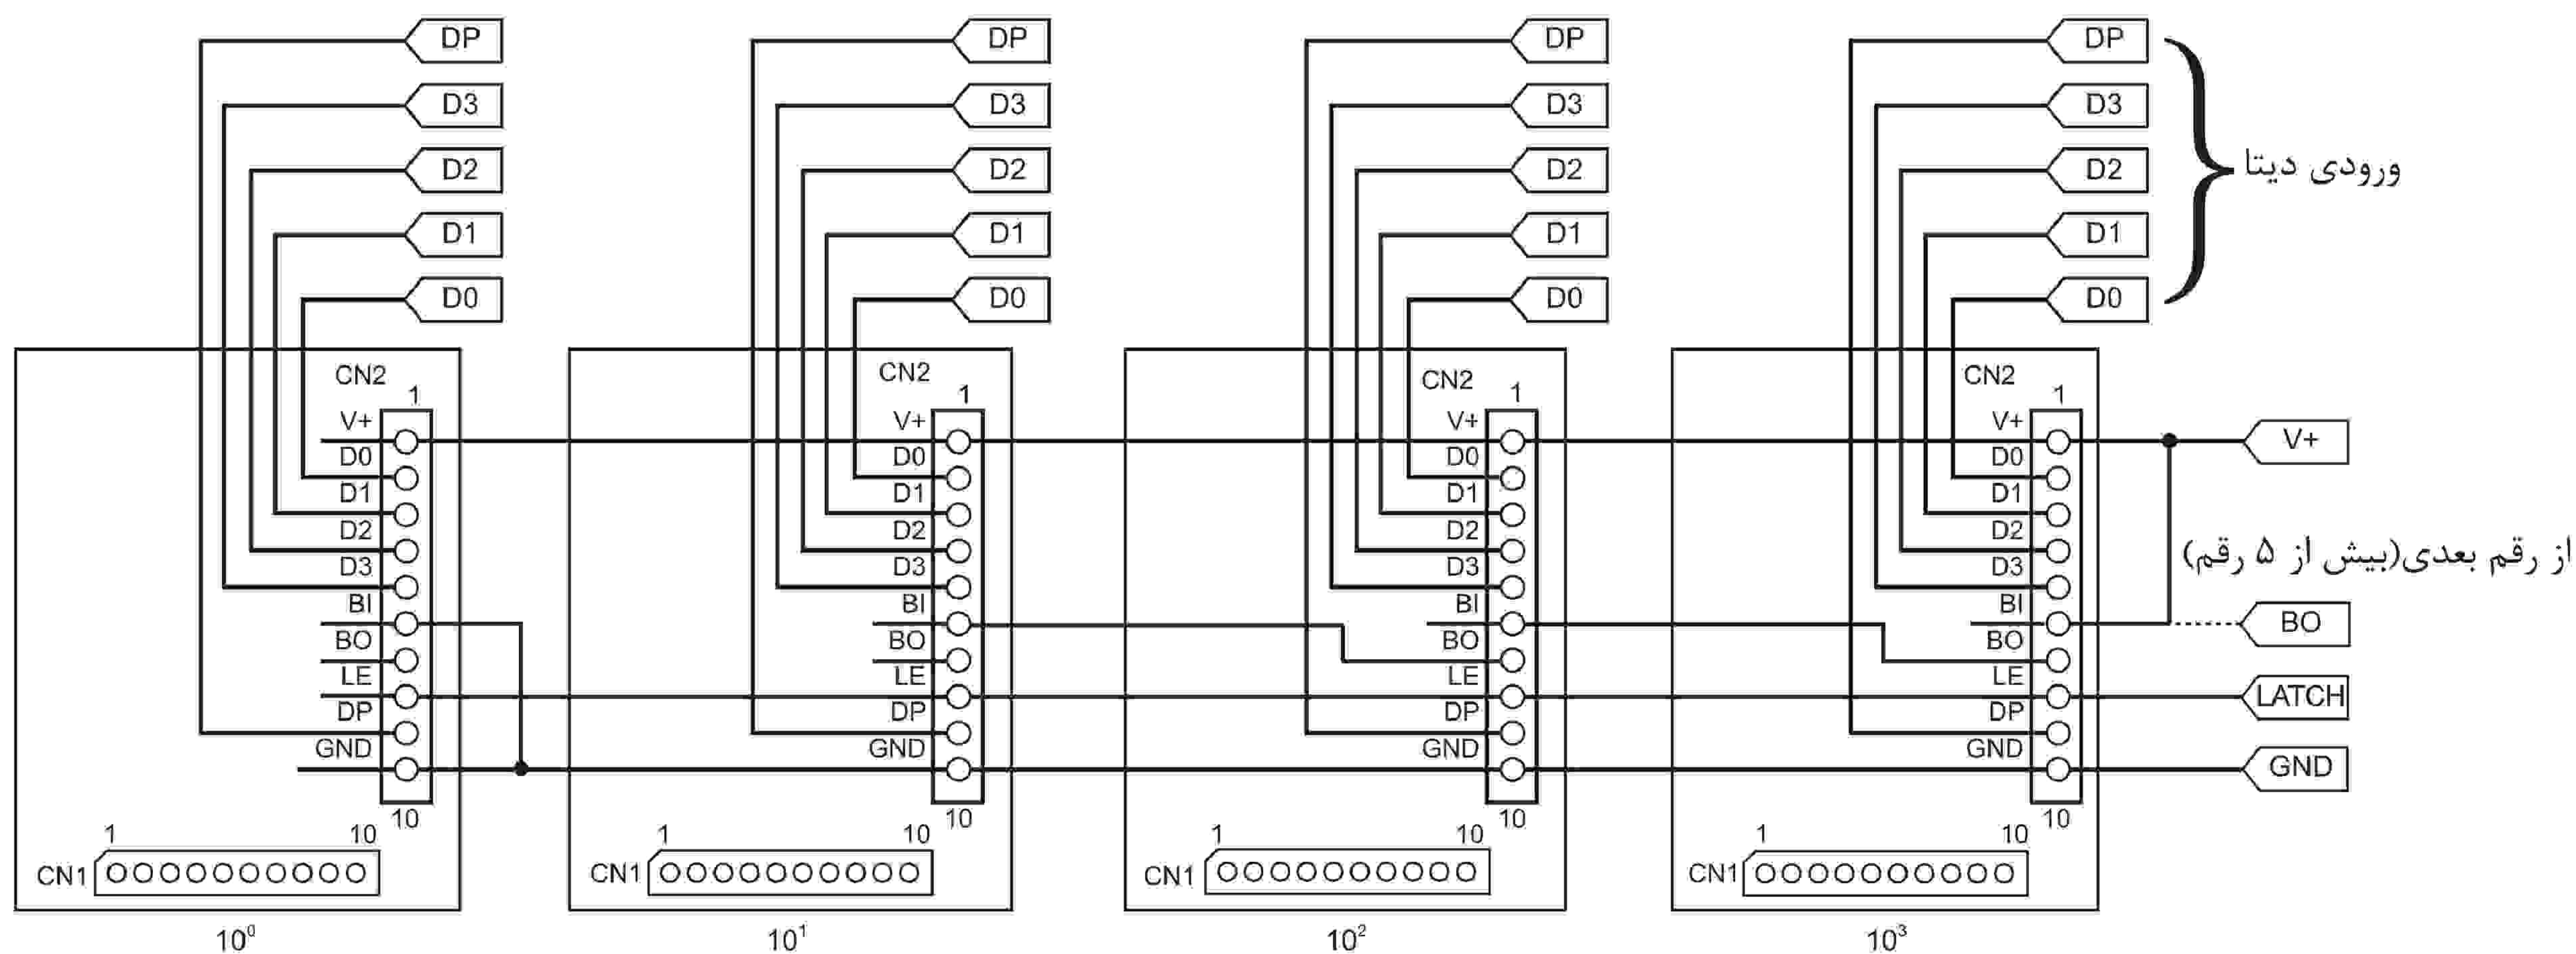 DP DP DP DP
D3 D3 D3 D3
D2 D2 D2 D2
ورودی دیتا
D1 D1 D1 D1
D0 D0 D0 D0
CN2 CN2 CN2 CN2
1 1 1 1
V+ V+ V+ V+ V+
D0 D0 D0 D0
D1 D1 D1 D1
D2 D2 D2 D2
از رقم بعدی(بیش از ۵ رقم)
D3 D3 D3 D3
BI BI BI BI
BO BO BO BO BO
LE LE LE LE LATCH
DP DP DP DP
GND GND GND GND GND
10 10 10 10
1 10 1 10 1 10 1 10
CN1 CN1 CN1 CN1
10⁰ 10¹ 10² 10³